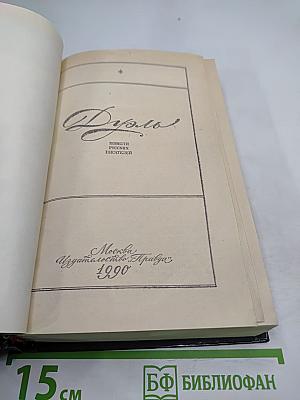 Дуэль
ПОВЕСТИ
РУССКИХ
ПИСАТЕЛЕЙ
Москва
Издательство „Правда"
1990
15 СМ
БФ БИБЛИОФАН